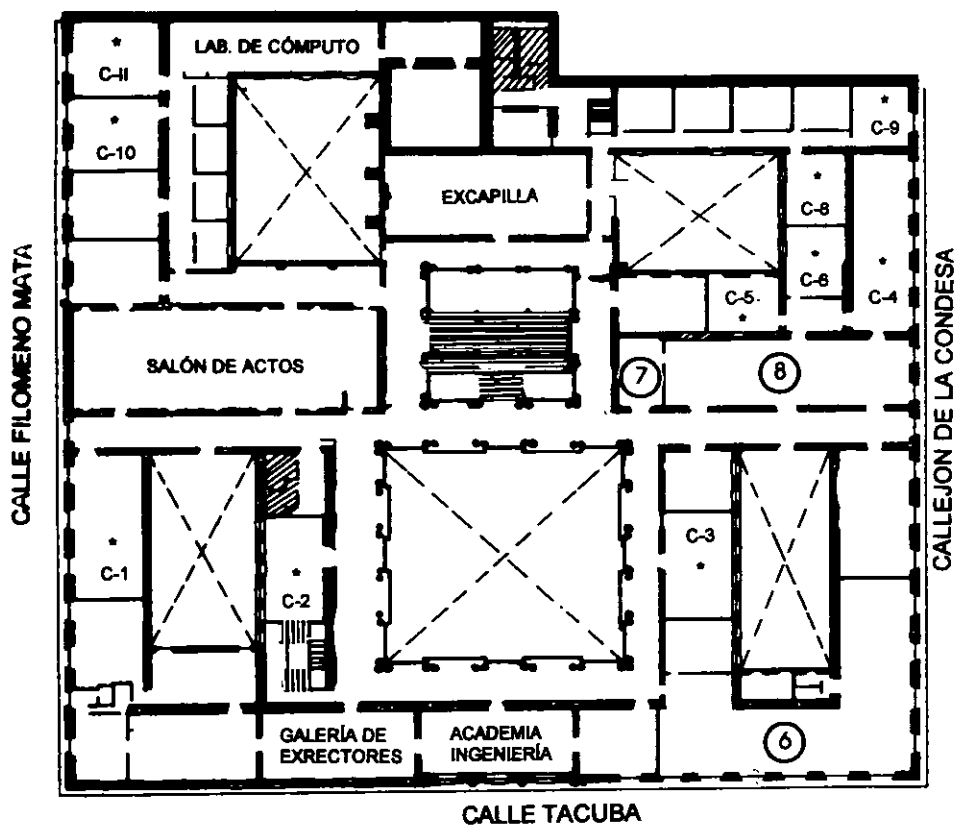 LAB. DE CÓMPUTO
C-11
C-10
C-9
EXCAPILLA
C-8
C-6
C-5
C-4
SALÓN DE ACTOS
7
8
CALLE FILOMENO MATA
CALLEJON DE LA CONDESA
C-1
C-2
C-3
GALERÍA DE
EXRECTORES
ACADEMIA
INGENIERÍA
6
CALLE TACUBA